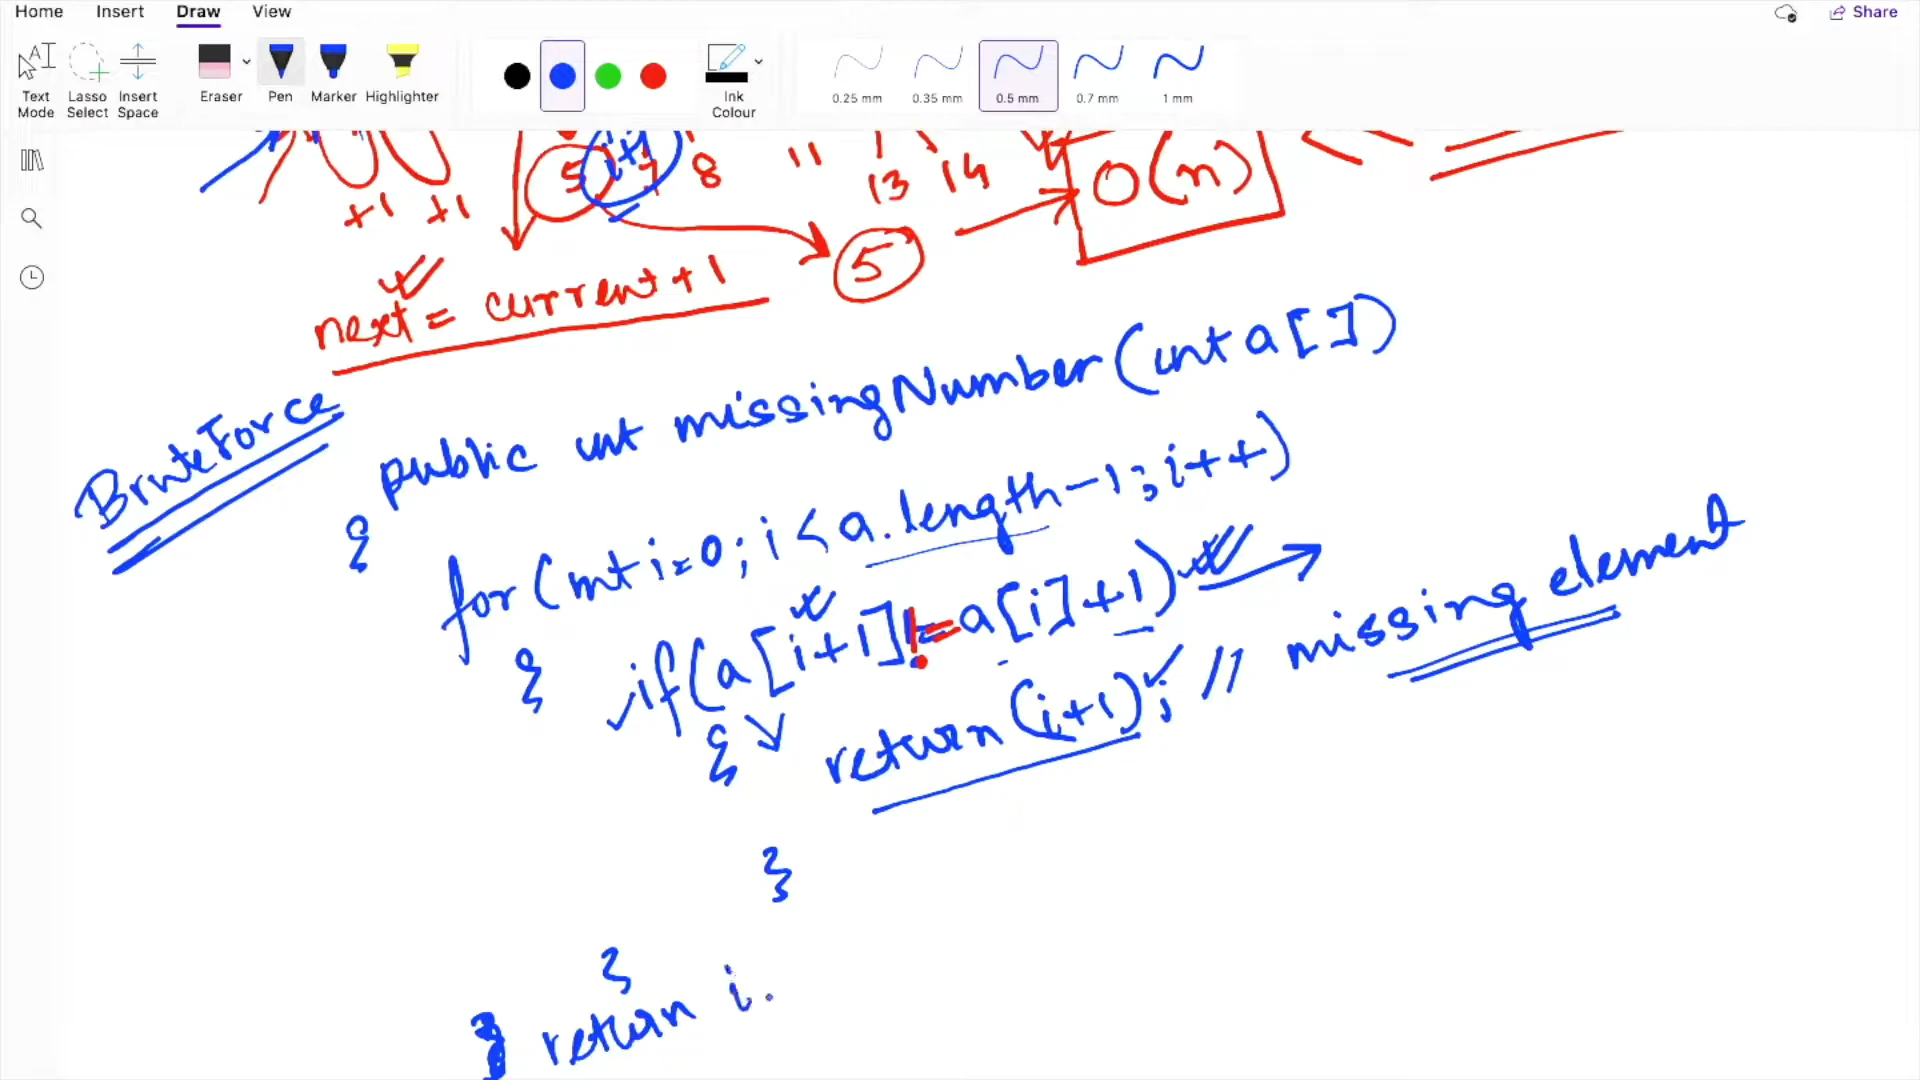 Home Insert Draw View Share
Text Mode Lasso Select Insert Space Eraser Pen Marker Highlighter Ink Colour 0.25 mm 0.35 mm 0.5 mm 0.7 mm 1 mm
5 i+1 7 8 11 13 14 O(n)
+1 +1
5
next = current + 1
BruteForce
public int missingNumber(int a[])
{
for(int i=0; i<a.length-1; i++)
{ if(a[i+1] != a[i]+1)
{ return (i+1); // missing element
}
}
return i
}